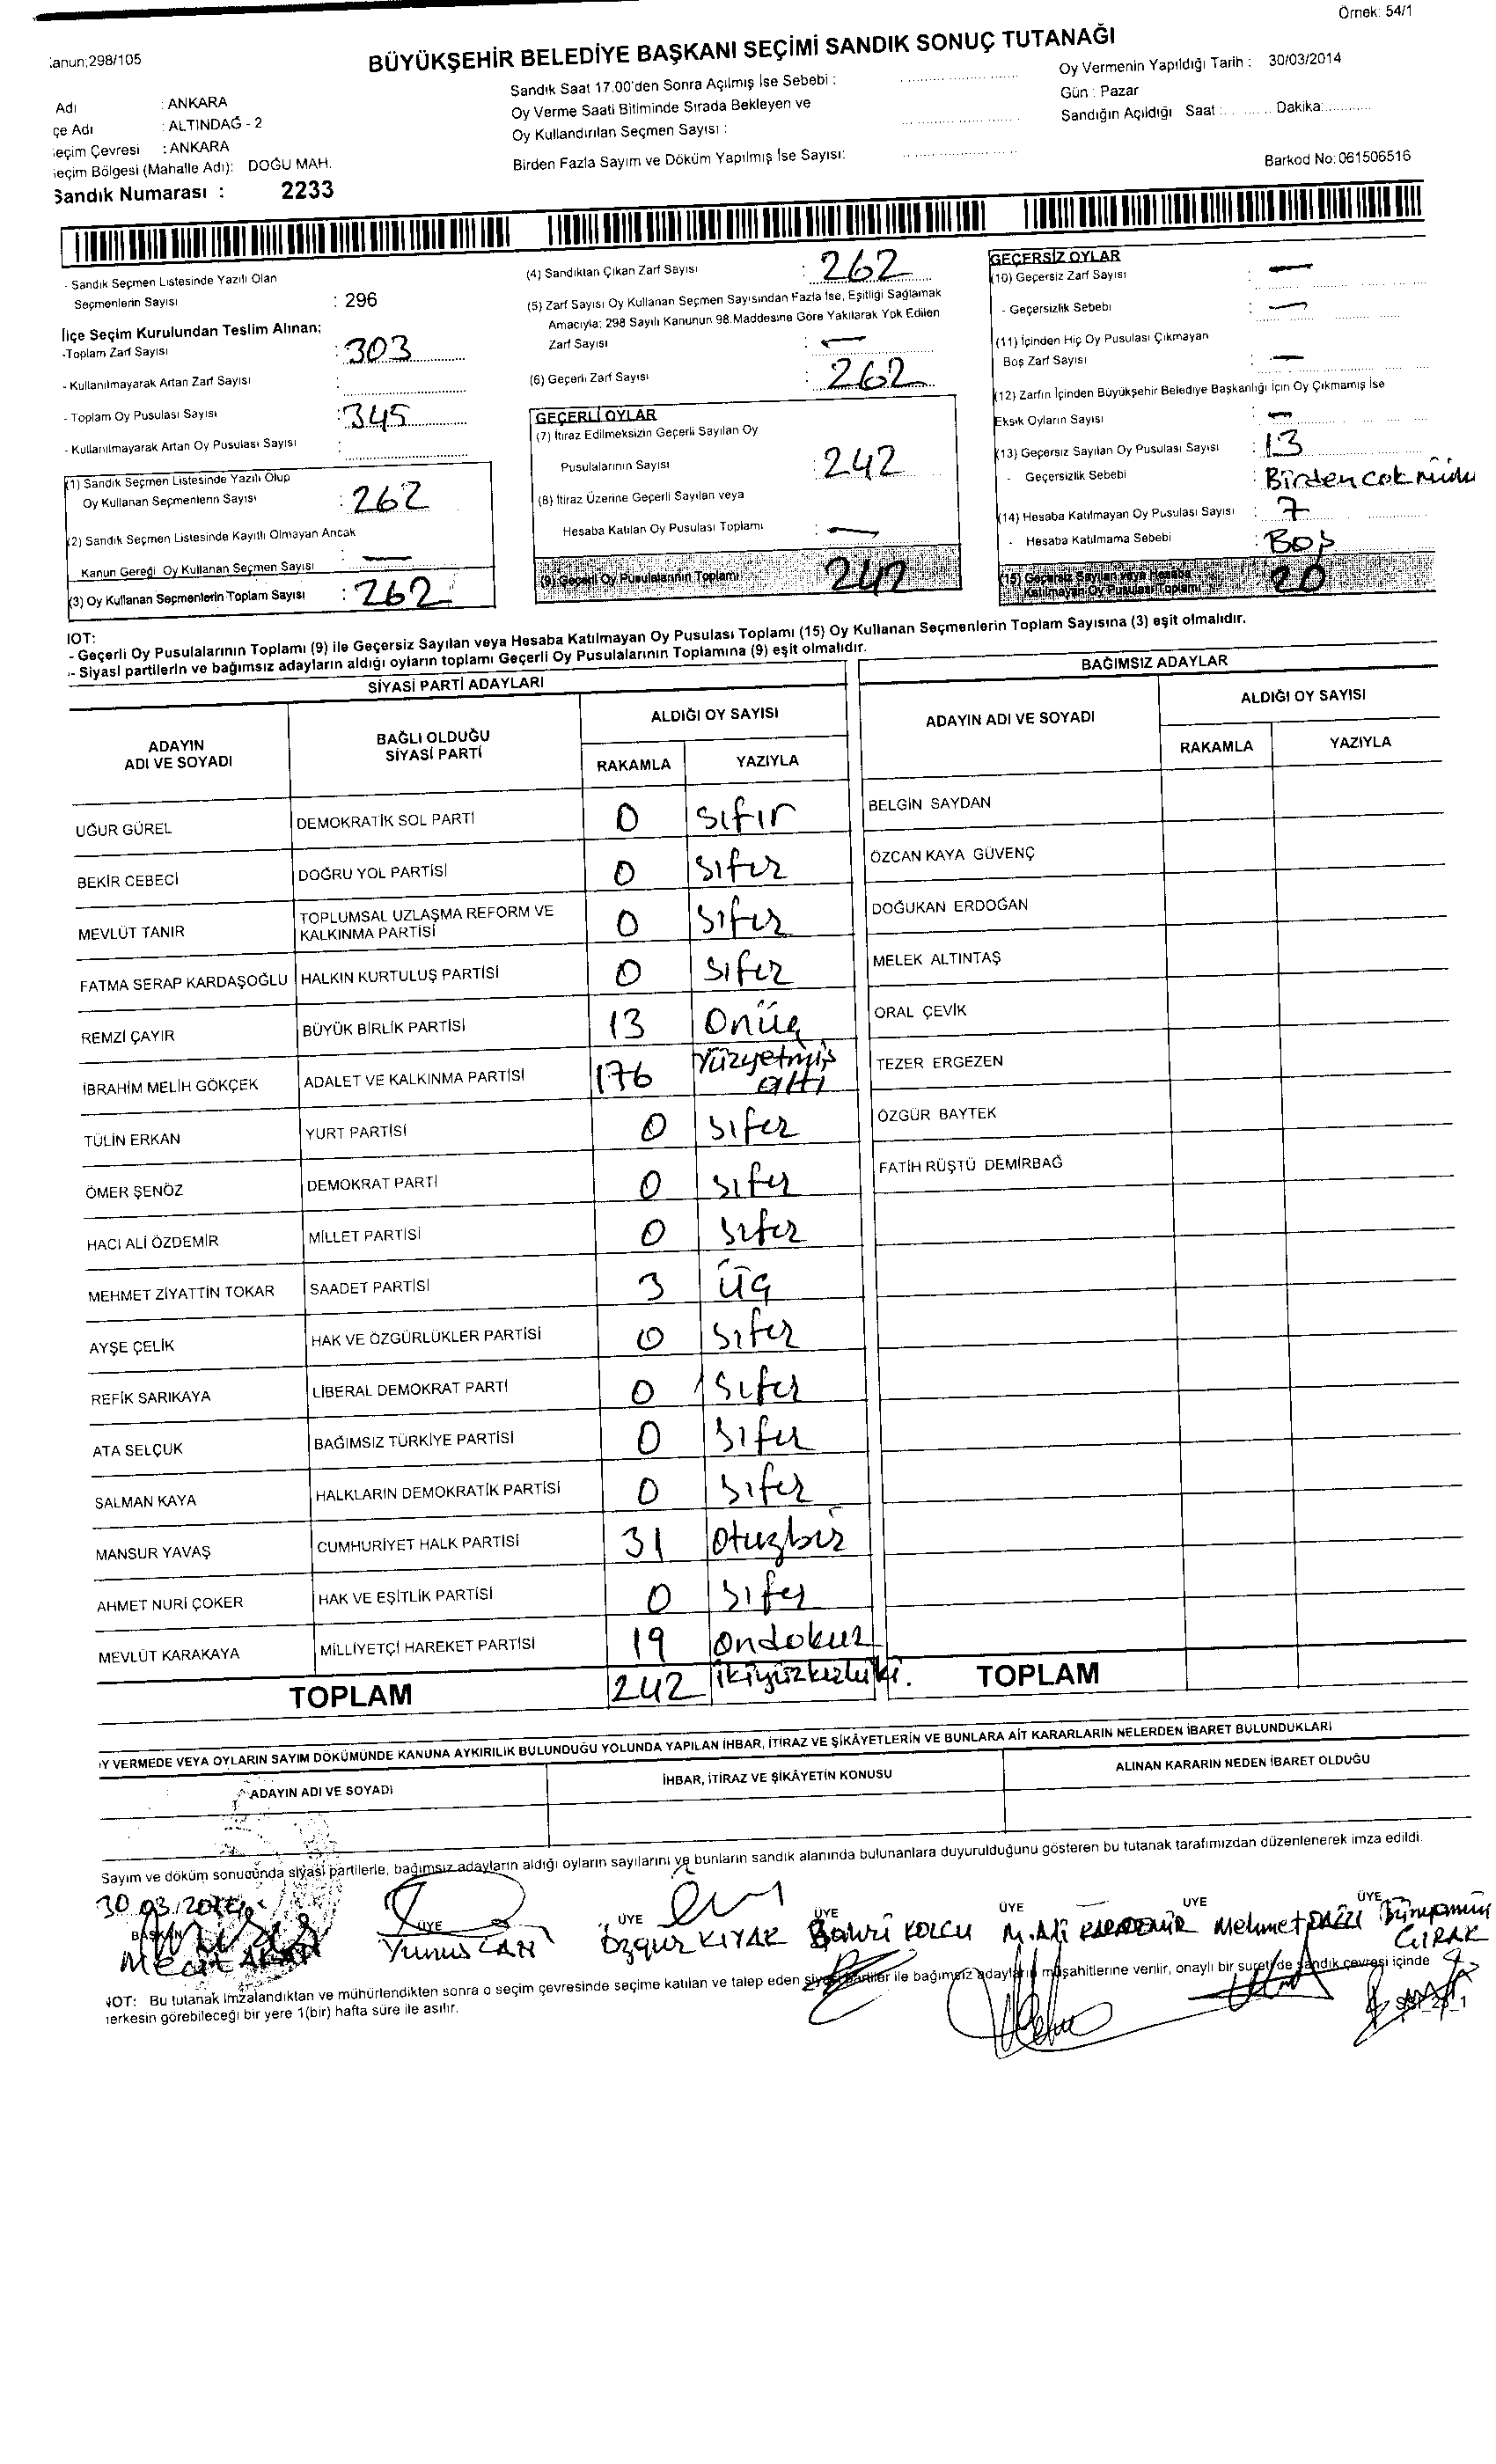 Örnek: 54/1
:anun;298/105
BÜYÜKŞEHİR BELEDİYE BAŞKANI SEÇİMİ SANDIK SONUÇ TUTANAĞI
Adı : ANKARA
çe Adı : ALTINDAĞ - 2
eçim Çevresi : ANKARA
eçim Bölgesi (Mahalle Adı): DOĞU MAH.
Sandık Numarası : 2233
Sandık Saat 17.00'den Sonra Açılmış İse Sebebi :
Oy Verme Saati Bitiminde Sırada Bekleyen ve
Oy Kullandırılan Seçmen Sayısı :
Birden Fazla Sayım ve Döküm Yapılmış İse Sayısı:
Oy Vermenin Yapıldığı Tarih : 30/03/2014
Gün : Pazar
Sandığın Açıldığı Saat :.. ...... Dakika:............
Barkod No: 061506516
- Sandık Seçmen Listesinde Yazılı Olan
Seçmenlerin Sayısı : 296
İlçe Seçim Kurulundan Teslim Alınan:
-Toplam Zarf Sayısı : 303
- Kullanılmayarak Artan Zarf Sayısı :
- Toplam Oy Pusulası Sayısı : 345
- Kullanılmayarak Artan Oy Pusulası Sayısı :
(1) Sandık Seçmen Listesinde Yazılı Olup
Oy Kullanan Seçmenlerin Sayısı : 262
(2) Sandık Seçmen Listesinde Kayıtlı Olmayan Ancak
Kanun Gereği Oy Kullanan Seçmen Sayısı : —
(3) Oy Kullanan Seçmenlerin Toplam Sayısı : 262
(4) Sandıktan Çıkan Zarf Sayısı : 262
(5) Zarf Sayısı Oy Kullanan Seçmen Sayısından Fazla İse, Eşitliği Sağlamak
Amacıyla; 298 Sayılı Kanunun 98.Maddesine Göre Yakılarak Yok Edilen
Zarf Sayısı : —
(6) Geçerli Zarf Sayısı : 262
GEÇERLİ OYLAR
(7) İtiraz Edilmeksizin Geçerli Sayılan Oy
Pusulalarının Sayısı : 242
(8) İtiraz Üzerine Geçerli Sayılan veya
Hesaba Katılan Oy Pusulası Toplamı : —
(9) Geçerli Oy Pusulalarının Toplamı 242
GEÇERSİZ OYLAR
(10) Geçersiz Zarf Sayısı : —
- Geçersizlik Sebebi : —
(11) İçinden Hiç Oy Pusulası Çıkmayan
Boş Zarf Sayısı : —
(12) Zarfın İçinden Büyükşehir Belediye Başkanlığı İçin Oy Çıkmamış İse
Eksik Oyların Sayısı : —
(13) Geçersiz Sayılan Oy Pusulası Sayısı : 13
- Geçersizlik Sebebi : Birden çok
(14) Hesaba Katılmayan Oy Pusulası Sayısı : 7
- Hesaba Katılmama Sebebi : Boş
(15) Geçersiz Sayılan veya Hesaba
Katılmayan Oy Pusulası Toplamı 20
IOT:
- Geçerli Oy Pusulalarının Toplamı (9) ile Geçersiz Sayılan veya Hesaba Katılmayan Oy Pusulası Toplamı (15) Oy Kullanan Seçmenlerin Toplam Sayısına (3) eşit olmalıdır.
- Siyasi partilerin ve bağımsız adayların aldığı oyların toplamı Geçerli Oy Pusulalarının Toplamına (9) eşit olmalıdır.
SİYASİ PARTİ ADAYLARI
ADAYIN ADI VE SOYADI BAĞLI OLDUĞU SİYASİ PARTİ ALDIĞI OY SAYISI
RAKAMLA YAZIYLA
UĞUR GÜREL DEMOKRATİK SOL PARTİ 0 sıfır
BEKİR CEBECİ DOĞRU YOL PARTİSİ 0 sıfır
MEVLÜT TANIR TOPLUMSAL UZLAŞMA REFORM VE KALKINMA PARTİSİ 0 sıfır
FATMA SERAP KARDAŞOĞLU HALKIN KURTULUŞ PARTİSİ 0 sıfır
REMZİ ÇAYIR BÜYÜK BİRLİK PARTİSİ 13 Onüç
İBRAHİM MELİH GÖKÇEK ADALET VE KALKINMA PARTİSİ 176 Yüzyetmiş altı
TÜLİN ERKAN YURT PARTİSİ 0 sıfır
ÖMER ŞENÖZ DEMOKRAT PARTİ 0 sıfır
HACI ALİ ÖZDEMİR MİLLET PARTİSİ 0 sıfır
MEHMET ZİYATTİN TOKAR SAADET PARTİSİ 3 üç
AYŞE ÇELİK HAK VE ÖZGÜRLÜKLER PARTİSİ 0 sıfır
REFİK SARIKAYA LİBERAL DEMOKRAT PARTİ 0 sıfır
ATA SELÇUK BAĞIMSIZ TÜRKİYE PARTİSİ 0 sıfır
SALMAN KAYA HALKLARIN DEMOKRATİK PARTİSİ 0 sıfır
MANSUR YAVAŞ CUMHURİYET HALK PARTİSİ 31 otuzbir
AHMET NURİ ÇOKER HAK VE EŞİTLİK PARTİSİ 0 sıfır
MEVLÜT KARAKAYA MİLLİYETÇİ HAREKET PARTİSİ 19 ondokuz
TOPLAM 242 ikiyüzkırkiki.
BAĞIMSIZ ADAYLAR
ADAYIN ADI VE SOYADI ALDIĞI OY SAYISI
RAKAMLA YAZIYLA
BELGİN SAYDAN
ÖZCAN KAYA GÜVENÇ
DOĞUKAN ERDOĞAN
MELEK ALTINTAŞ
ORAL ÇEVİK
TEZER ERGEZEN
ÖZGÜR BAYTEK
FATİH RÜŞTÜ DEMİRBAĞ
TOPLAM
Y VERMEDE VEYA OYLARIN SAYIM DÖKÜMÜNDE KANUNA AYKIRILIK BULUNDUĞU YOLUNDA YAPILAN İHBAR, İTİRAZ VE ŞİKÂYETLERİN VE BUNLARA AİT KARARLARIN NELERDEN İBARET BULUNDUKLARI
ADAYIN ADI VE SOYADI İHBAR, İTİRAZ VE ŞİKÂYETİN KONUSU ALINAN KARARIN NEDEN İBARET OLDUĞU
Sayım ve döküm sonucunda siyasi partilerle, bağımsız adayların aldığı oyların sayılarını ve bunların sandık alanında bulunanlara duyurulduğunu gösteren bu tutanak tarafımızdan düzenlenerek imza edildi.
30.03.2014
BAŞKAN ÜYE ÜYE ÜYE ÜYE ÜYE ÜYE
Yunus CAN Özgür KIYAK Bahri KOLCU M.Ali KARADEMİR Mehmet
ÇIRAK
NOT: Bu tutanak imzalandıktan ve mühürlendikten sonra o seçim çevresinde seçime katılan ve talep eden siyasi partiler ile bağımsız adayların müşahitlerine verilir, onaylı bir sureti de sandık çevresi içinde
herkesin görebileceği bir yere 1(bir) hafta süre ile asılır.